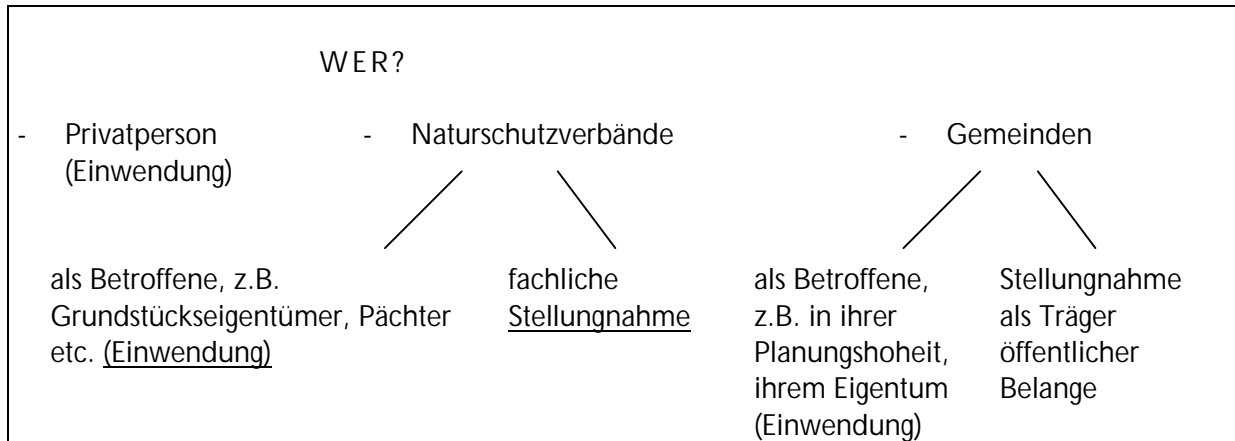 WER?
- Privatperson
(Einwendung)
- Naturschutzverbände
- Gemeinden
als Betroffene, z.B.
Grundstückseigentümer, Pächter
etc. (Einwendung)
fachliche
Stellungnahme
als Betroffene,
z.B. in ihrer
Planungshoheit,
ihrem Eigentum
(Einwendung)
Stellungnahme
als Träger
öffentlicher
Belange